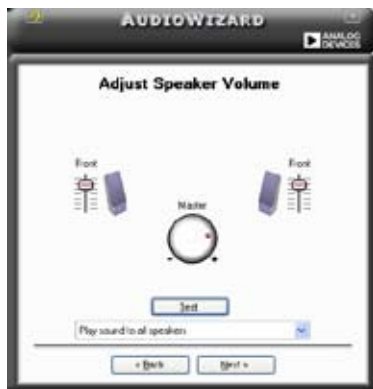 AUDIOWIZARD
ANALOG
DEVICES
Adjust Speaker Volume
Front
Front
Master
- +
Test
Play sound to all speakers
« Back
Next »